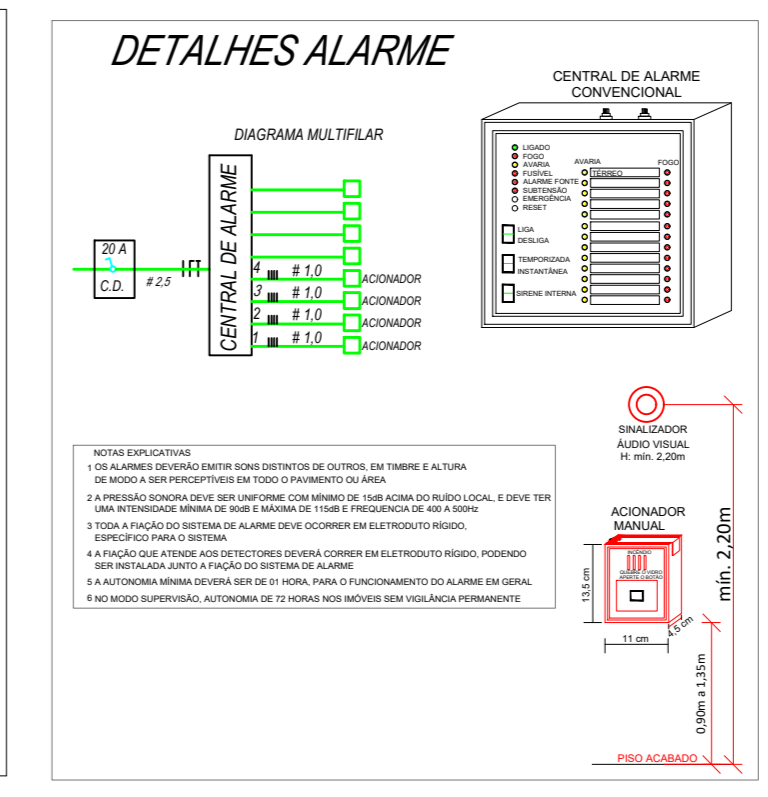 DETALHES ALARME
DIAGRAMA MULTIFILAR
20 A
C.D.
# 2,5
CENTRAL DE ALARME
4 # 1,0 ACIONADOR
3 # 1,0 ACIONADOR
2 # 1,0 ACIONADOR
1 # 1,0 ACIONADOR
CENTRAL DE ALARME
CONVENCIONAL
LIGADO
FOGO
AVARIA
FUSÍVEL
ALARME FONTE
SUBTENSÃO
EMERGÊNCIA
RESET
AVARIA
FOGO
TÉRREO
LIGA
DESLIGA
TEMPORIZADA
INSTANTÂNEA
SIRENE INTERNA
NOTAS EXPLICATIVAS
1 OS ALARMES DEVERÃO EMITIR SONS DISTINTOS DE OUTROS, EM TIMBRE E ALTURA
DE MODO A SER PERCEPTÍVEIS EM TODO O PAVIMENTO OU ÁREA
2 A PRESSÃO SONORA DEVE SER UNIFORME COM MÍNIMO DE 15dB ACIMA DO RUÍDO LOCAL, E DEVE TER
UMA INTENSIDADE MÍNIMA DE 90dB E MÁXIMA DE 115dB E FREQUENCIA DE 400 A 500Hz
3 TODA A FIAÇÃO DO SISTEMA DE ALARME DEVE OCORRER EM ELETRODUTO RÍGIDO,
ESPECÍFICO PARA O SISTEMA
4 A FIAÇÃO QUE ATENDE AOS DETECTORES DEVERÁ CORRER EM ELETRODUTO RÍGIDO, PODENDO
SER INSTALADA JUNTO A FIAÇÃO DO SISTEMA DE ALARME
5 A AUTONOMIA MÍNIMA DEVERÁ SER DE 01 HORA, PARA O FUNCIONAMENTO DO ALARME EM GERAL
6 NO MODO SUPERVISÃO, AUTONOMIA DE 72 HORAS NOS IMÓVEIS SEM VIGILÂNCIA PERMANENTE
SINALIZADOR
ÁUDIO VISUAL
H: mín. 2,20m
ACIONADOR
MANUAL
INCÊNDIO
QUEBRE O VIDRO
APERTE O BOTÃO
13,5 cm
11 cm
4,5 cm
0,90m a 1,35m
mín. 2,20m
PISO ACABADO